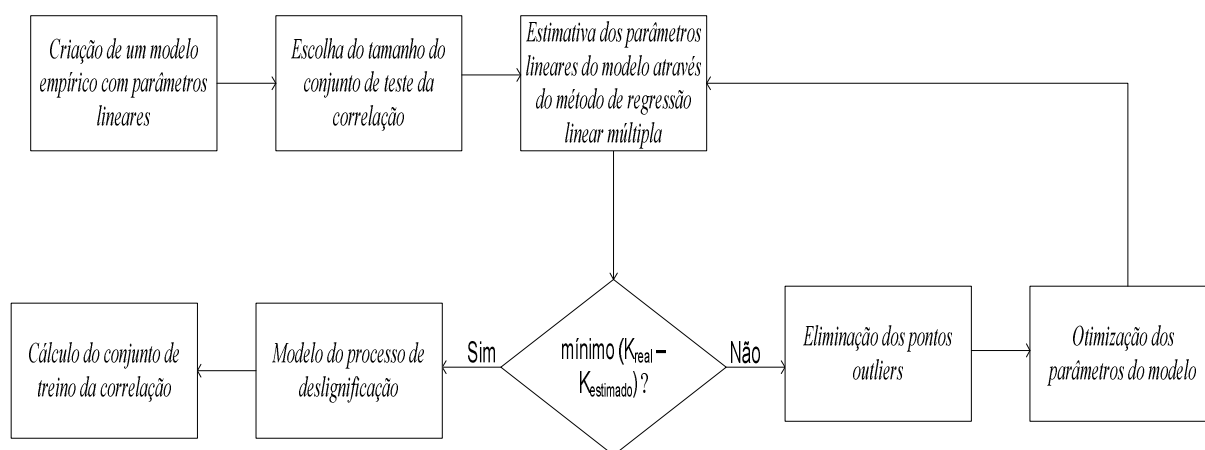 Criação de um modelo
empírico com parâmetros
lineares
Escolha do tamanho do
conjunto de teste da
correlação
Estimativa dos parâmetros
lineares do modelo através
do método de regressão
linear múltipla
mínimo (Kreal –
Kestimado) ?
Sim
Não
Modelo do processo de
deslignificação
Cálculo do conjunto de
treino da correlação
Eliminação dos pontos
outliers
Otimização dos
parâmetros do modelo